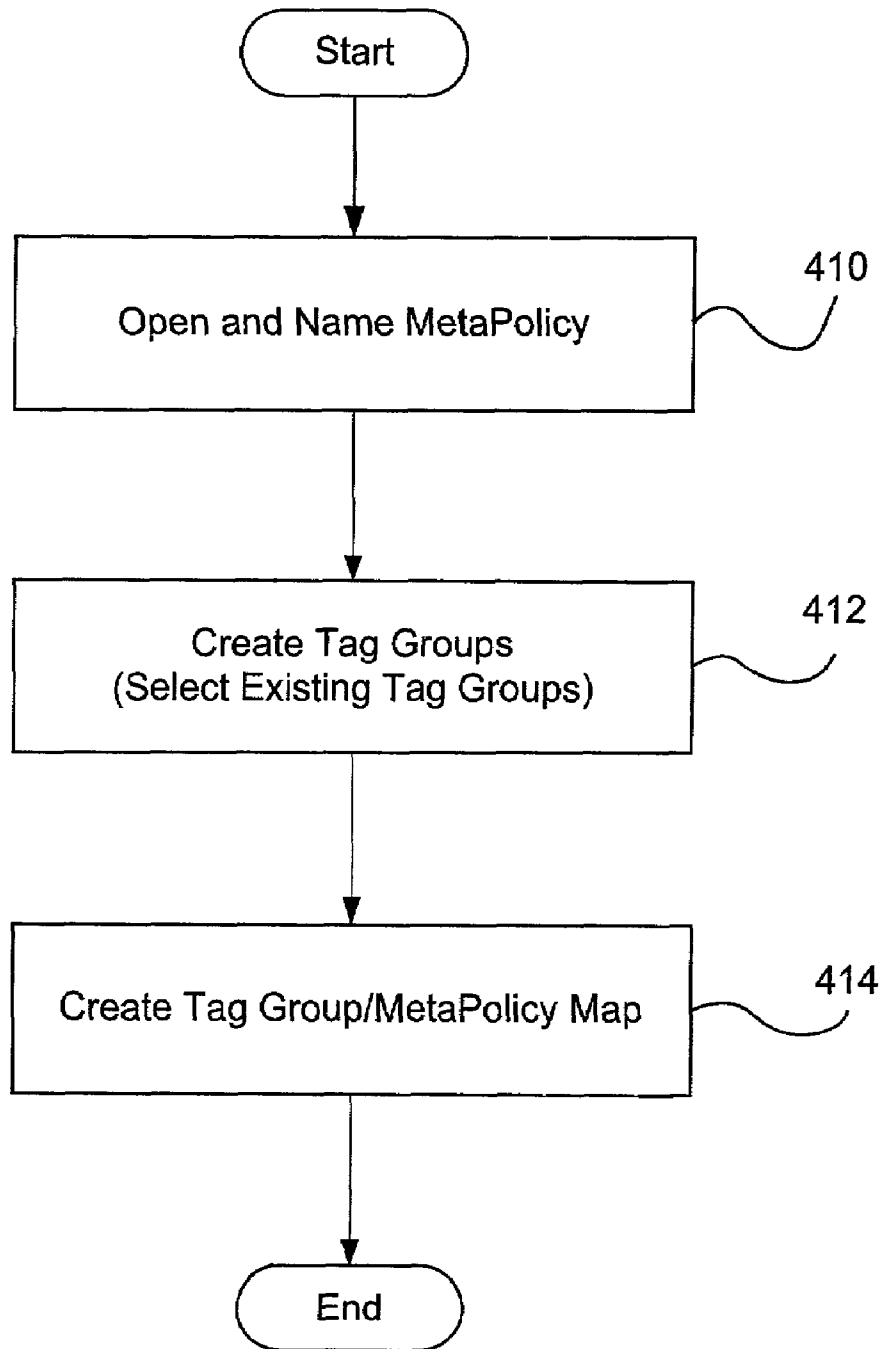 Start
Open and Name MetaPolicy
410
Create Tag Groups
(Select Existing Tag Groups)
412
Create Tag Group/MetaPolicy Map
414
End